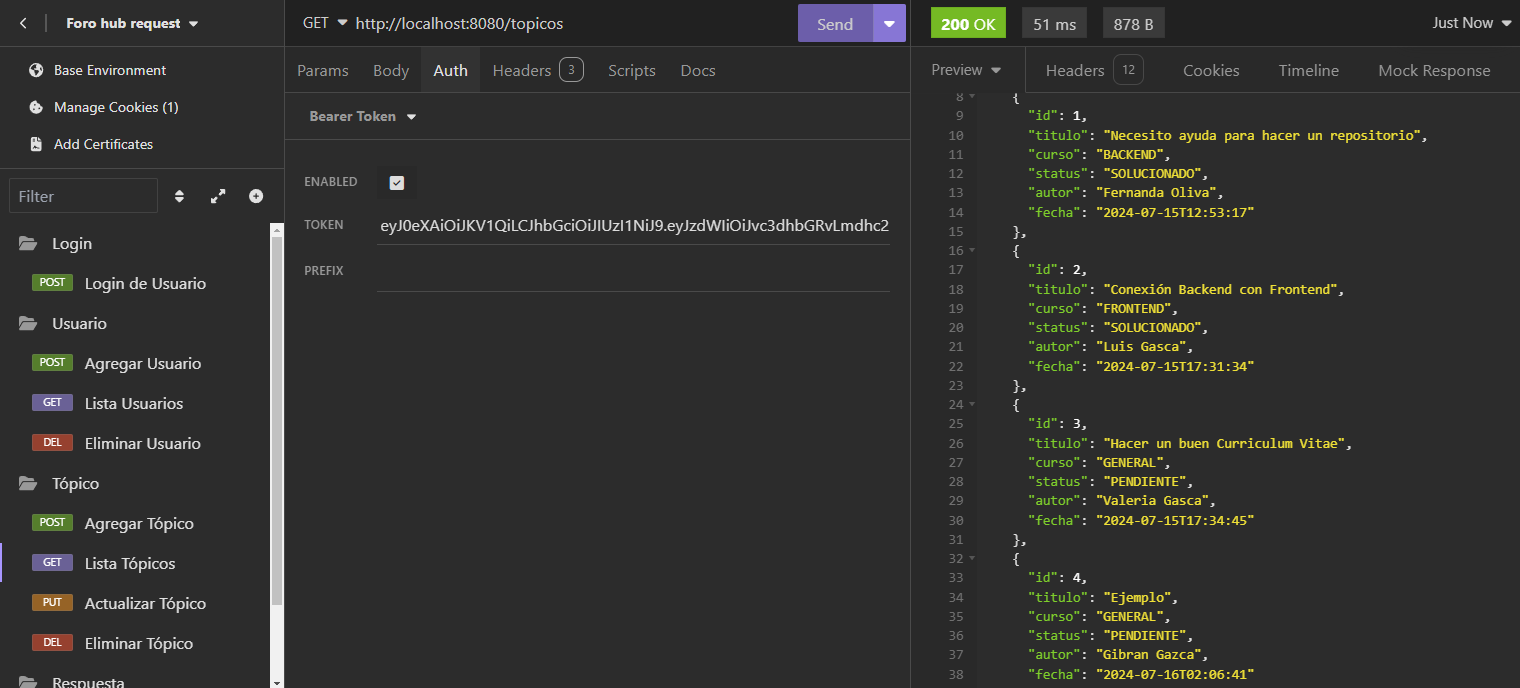 Foro hub request
Base Environment
Manage Cookies (1)
Add Certificates
Filter
Login
POST Login de Usuario
Usuario
POST Agregar Usuario
GET Lista Usuarios
DEL Eliminar Usuario
Tópico
POST Agregar Tópico
GET Lista Tópicos
PUT Actualizar Tópico
DEL Eliminar Tópico
Respuesta
GET http://localhost:8080/topicos Send
Params Body Auth Headers 3 Scripts Docs
Bearer Token
ENABLED
TOKEN eyJ0eXAiOiJKV1QiLCJhbGciOiJIUzI1NiJ9.eyJzdWIiOiJvc3dhbGRvLmdhc2
PREFIX
200 OK 51 ms 878 B Just Now
Preview Headers 12 Cookies Timeline Mock Response
8 {
9 "id": 1,
10 "titulo": "Necesito ayuda para hacer un repositorio",
11 "curso": "BACKEND",
12 "status": "SOLUCIONADO",
13 "autor": "Fernanda Oliva",
14 "fecha": "2024-07-15T12:53:17"
15 },
16 {
17 "id": 2,
18 "titulo": "Conexión Backend con Frontend",
19 "curso": "FRONTEND",
20 "status": "SOLUCIONADO",
21 "autor": "Luis Gasca",
22 "fecha": "2024-07-15T17:31:34"
23 },
24 {
25 "id": 3,
26 "titulo": "Hacer un buen Curriculum Vitae",
27 "curso": "GENERAL",
28 "status": "PENDIENTE",
29 "autor": "Valeria Gasca",
30 "fecha": "2024-07-15T17:34:45"
31 },
32 {
33 "id": 4,
34 "titulo": "Ejemplo",
35 "curso": "GENERAL",
36 "status": "PENDIENTE",
37 "autor": "Gibran Gazca",
38 "fecha": "2024-07-16T02:06:41"